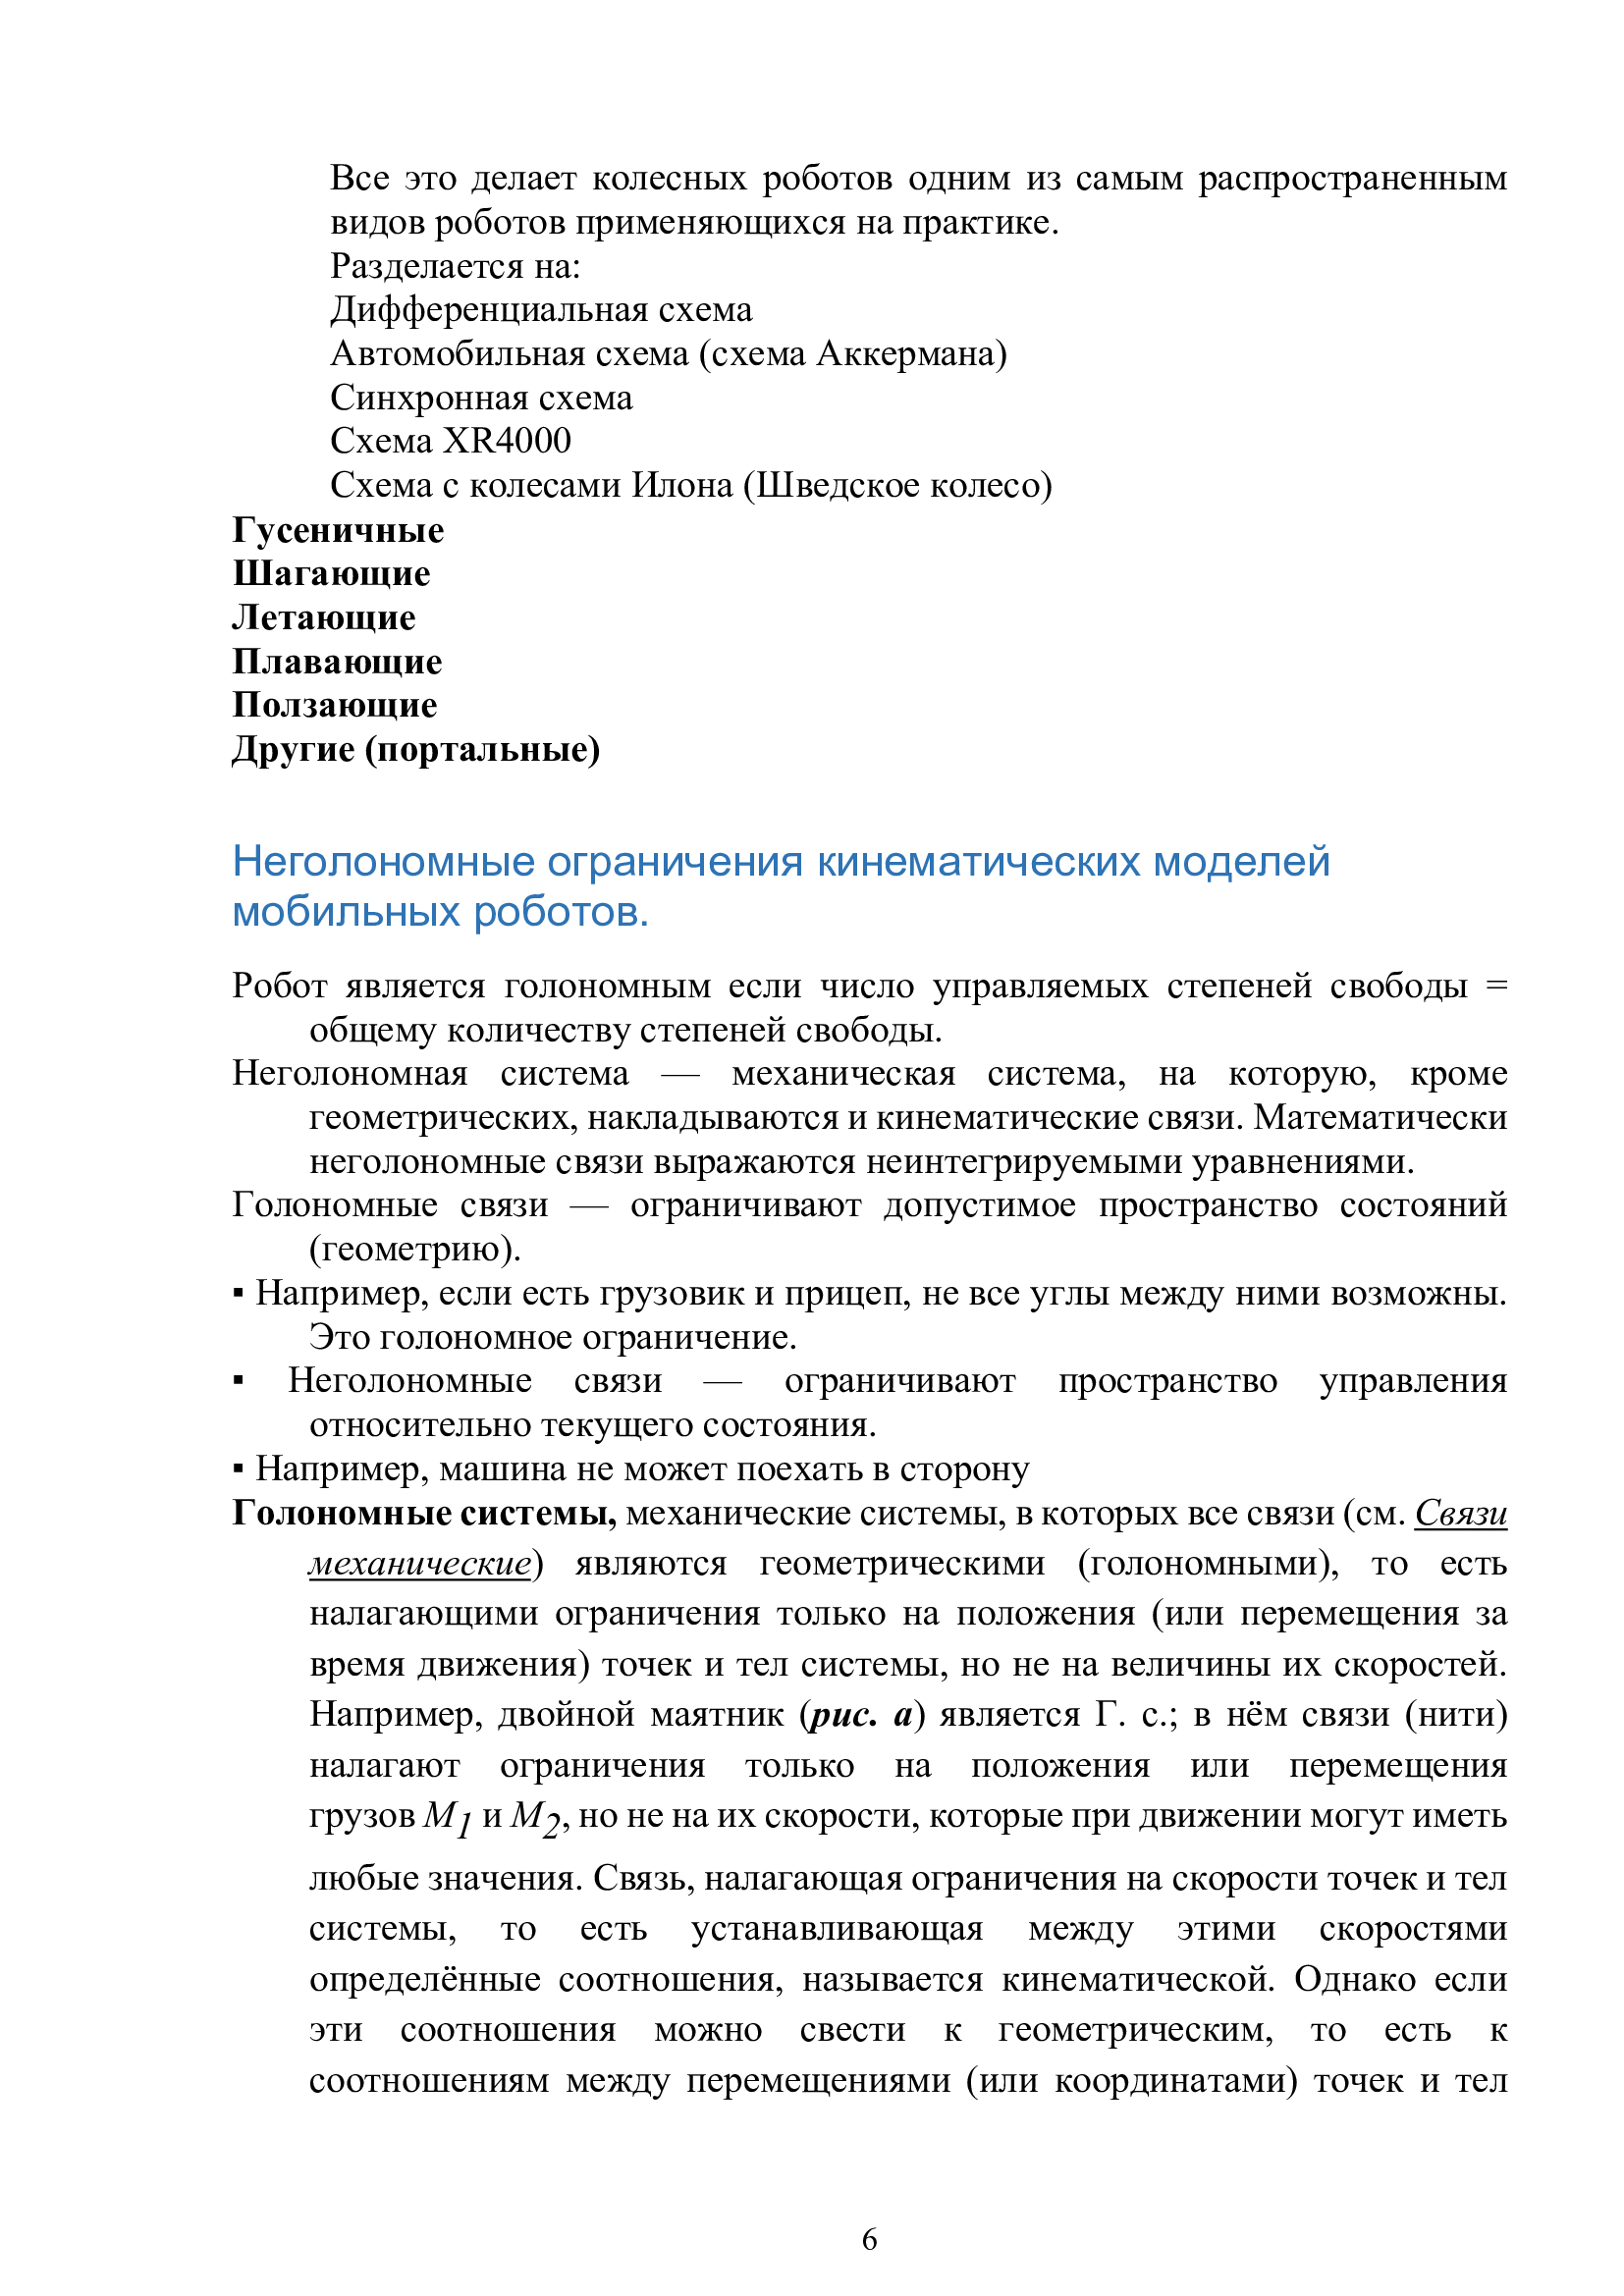 Все это делает колесных роботов одним из самым распространенным
видов роботов применяющихся на практике.
Разделается на:
Дифференциальная схема
Автомобильная схема (схема Аккермана)
Синхронная схема
Схема XR4000
Схема с колесами Илона (Шведское колесо)
Гусеничные
Шагающие
Летающие
Плавающие
Ползающие
Другие (портальные)
Неголономные ограничения кинематических моделей
мобильных роботов.
Робот является голономным если число управляемых степеней свободы =
общему количеству степеней свободы.
Неголономная система — механическая система, на которую, кроме
геометрических, накладываются и кинематические связи. Математически
неголономные связи выражаются неинтегрируемыми уравнениями.
Голономные связи — ограничивают допустимое пространство состояний
(геометрию).
▪ Например, если есть грузовик и прицеп, не все углы между ними возможны.
Это голономное ограничение.
▪ Неголономные связи — ограничивают пространство управления
относительно текущего состояния.
▪ Например, машина не может поехать в сторону
Голономные системы, механические системы, в которых все связи (см. Связи
механические) являются геометрическими (голономными), то есть
налагающими ограничения только на положения (или перемещения за
время движения) точек и тел системы, но не на величины их скоростей.
Например, двойной маятник (рис. а) является Г. с.; в нём связи (нити)
налагают ограничения только на положения или перемещения
грузов M1 и M2, но не на их скорости, которые при движении могут иметь
любые значения. Связь, налагающая ограничения на скорости точек и тел
системы, то есть устанавливающая между этими скоростями
определённые соотношения, называется кинематической. Однако если
эти соотношения можно свести к геометрическим, то есть к
соотношениям между перемещениями (или координатами) точек и тел
6